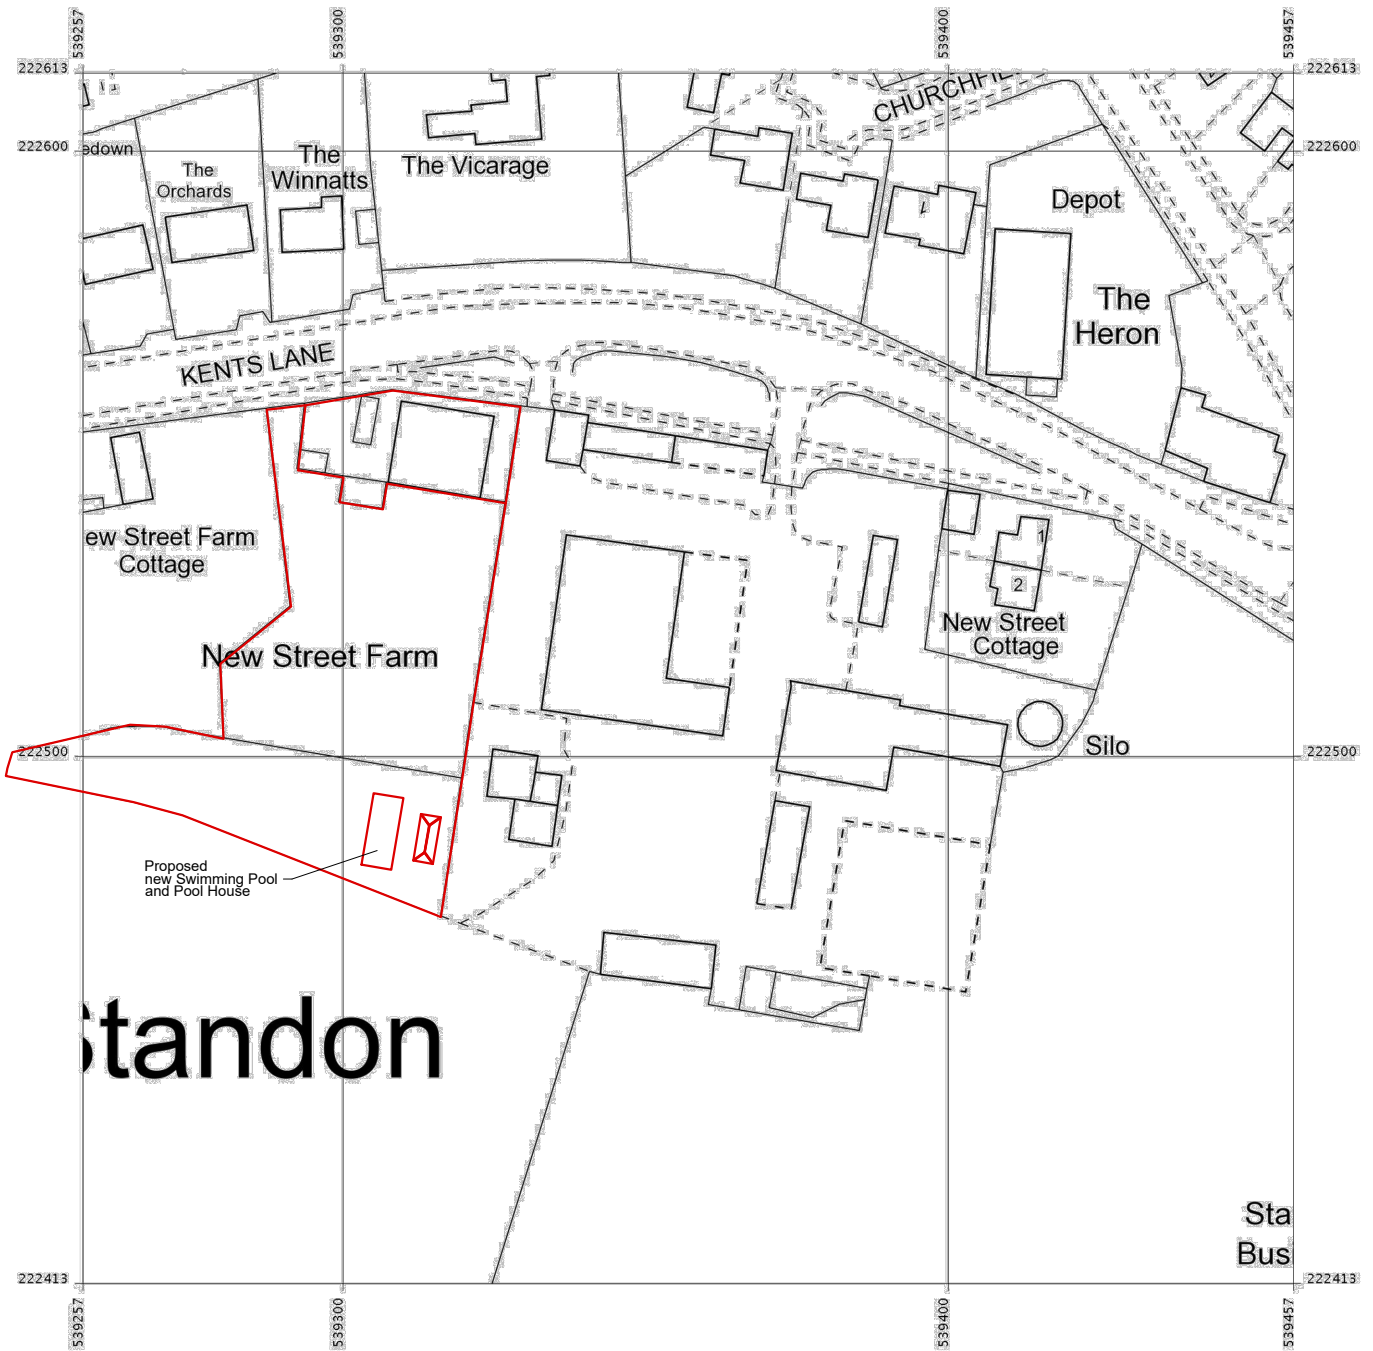 539257
539300
539400
539457
222613
222613
CHURCHFIE
222600
edown
The
Winnatts
The Vicarage
222600
The
Orchards
Depot
The
Heron
KENTS LANE
ew Street Farm
Cottage
1
2
New Street
Cottage
New Street Farm
Silo
222500
222500
Proposed
new Swimming Pool
and Pool House
Standon
Sta
Bus
222413
222413
539257
539300
539400
539457